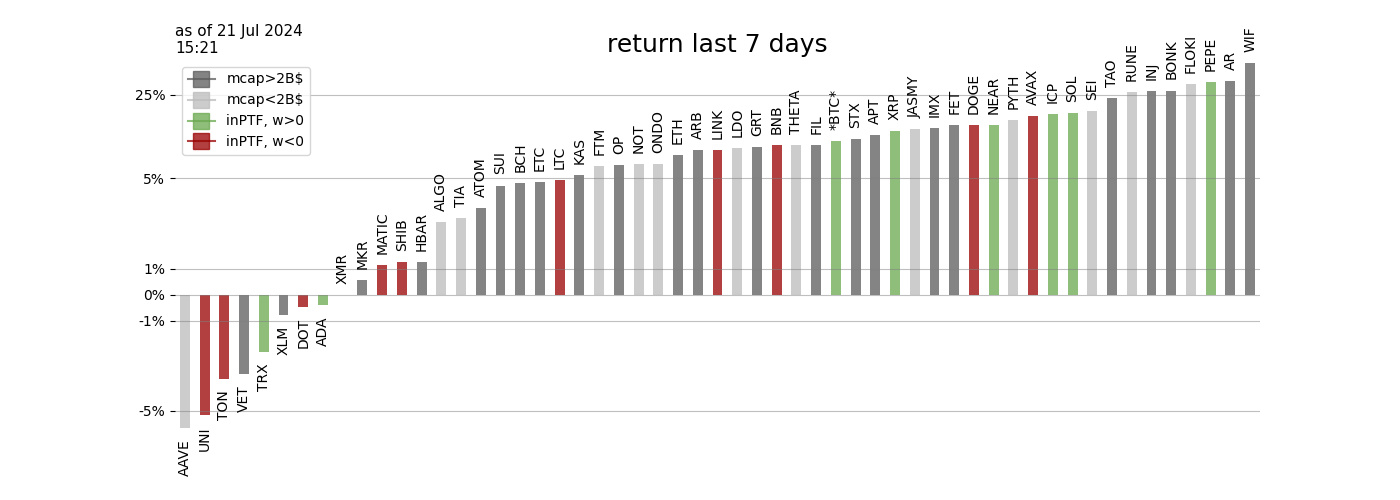 as of 21 Jul 2024
15:21
return last 7 days
mcap>2B$
mcap<2B$
inPTF, w>0
inPTF, w<0
25%
5%
1%
0%
-1%
-5%
AAVE
UNI
TON
VET
TRX
XLM
DOT
ADA
XMR
MKR
MATIC
SHIB
HBAR
ALGO
TIA
ATOM
SUI
BCH
ETC
LTC
KAS
FTM
OP
NOT
ONDO
ETH
ARB
LINK
LDO
GRT
BNB
THETA
FIL
*BTC*
STX
APT
XRP
JASMY
IMX
FET
DOGE
NEAR
PYTH
AVAX
ICP
SOL
SEI
TAO
RUNE
INJ
BONK
FLOKI
PEPE
AR
WIF